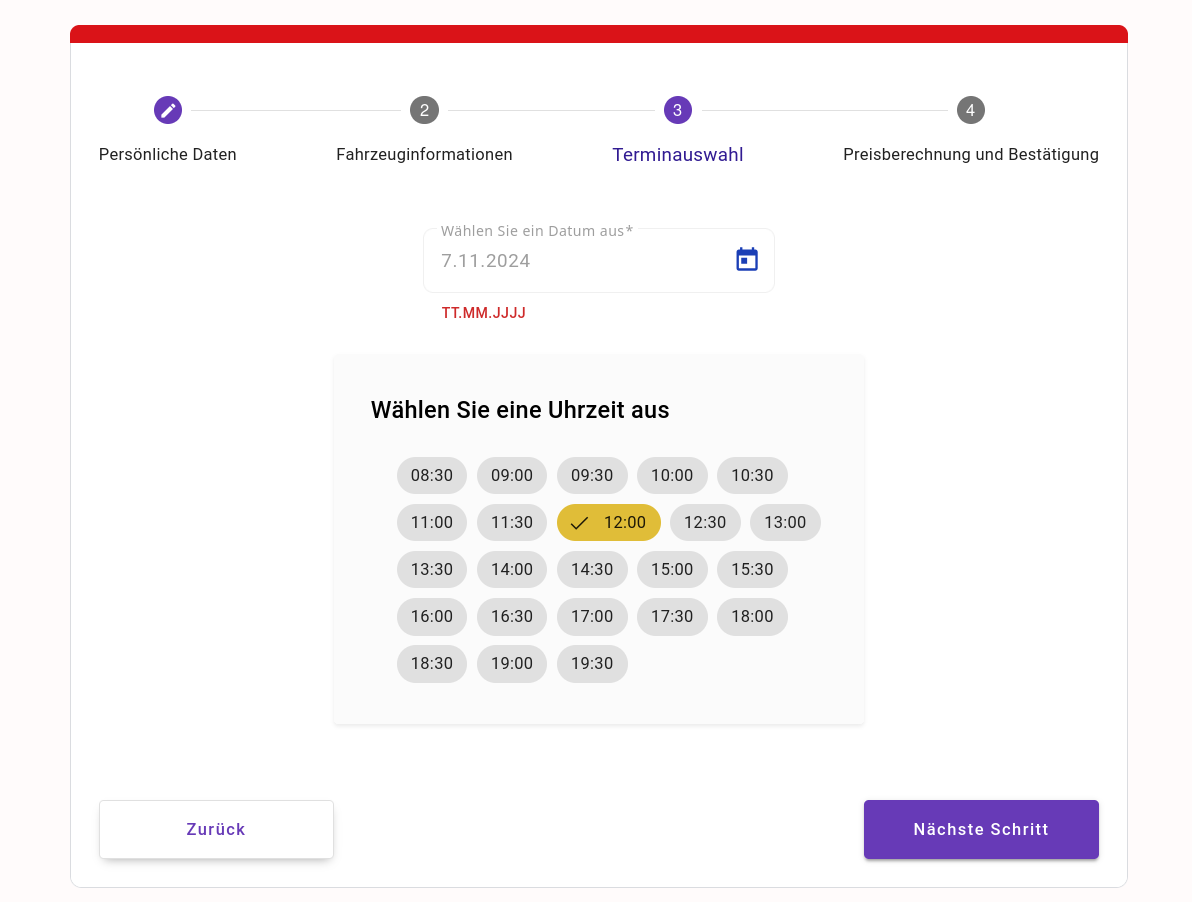 2 3 4
Persönliche Daten Fahrzeuginformationen Terminauswahl Preisberechnung und Bestätigung
Wählen Sie ein Datum aus*
7.11.2024
TT.MM.JJJJ
Wählen Sie eine Uhrzeit aus
08:30 09:00 09:30 10:00 10:30
11:00 11:30 12:00 12:30 13:00
13:30 14:00 14:30 15:00 15:30
16:00 16:30 17:00 17:30 18:00
18:30 19:00 19:30
Zurück Nächste Schritt